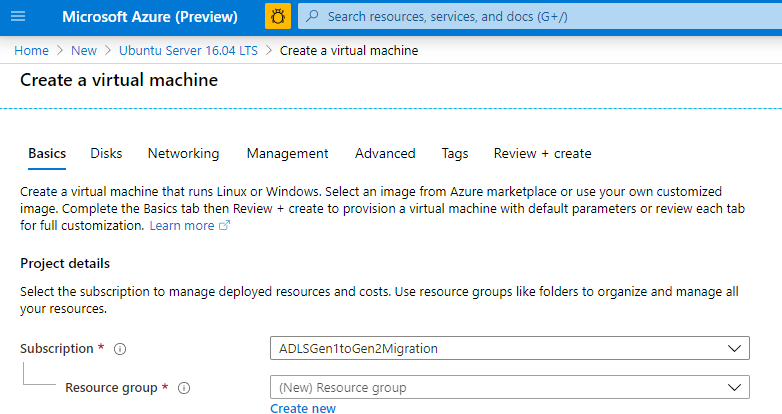 Microsoft Azure (Preview) Search resources, services, and docs (G+/)
Home > New > Ubuntu Server 16.04 LTS > Create a virtual machine
Create a virtual machine
Basics Disks Networking Management Advanced Tags Review + create
Create a virtual machine that runs Linux or Windows. Select an image from Azure marketplace or use your own customized
image. Complete the Basics tab then Review + create to provision a virtual machine with default parameters or review each tab
for full customization. Learn more
Project details
Select the subscription to manage deployed resources and costs. Use resource groups like folders to organize and manage all
your resources.
Subscription * ADLSGen1toGen2Migration
Resource group * (New) Resource group
Create new